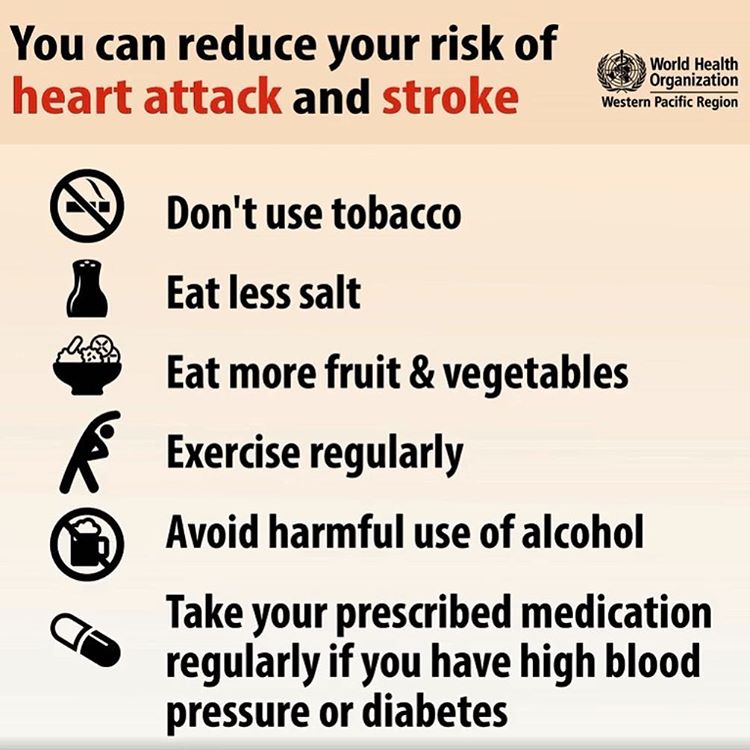 You can reduce your risk of
heart attack and stroke
World Health
Organization
Western Pacific Region
Don't use tobacco
Eat less salt
Eat more fruit & vegetables
Exercise regularly
Avoid harmful use of alcohol
Take your prescribed medication
regularly if you have high blood
pressure or diabetes